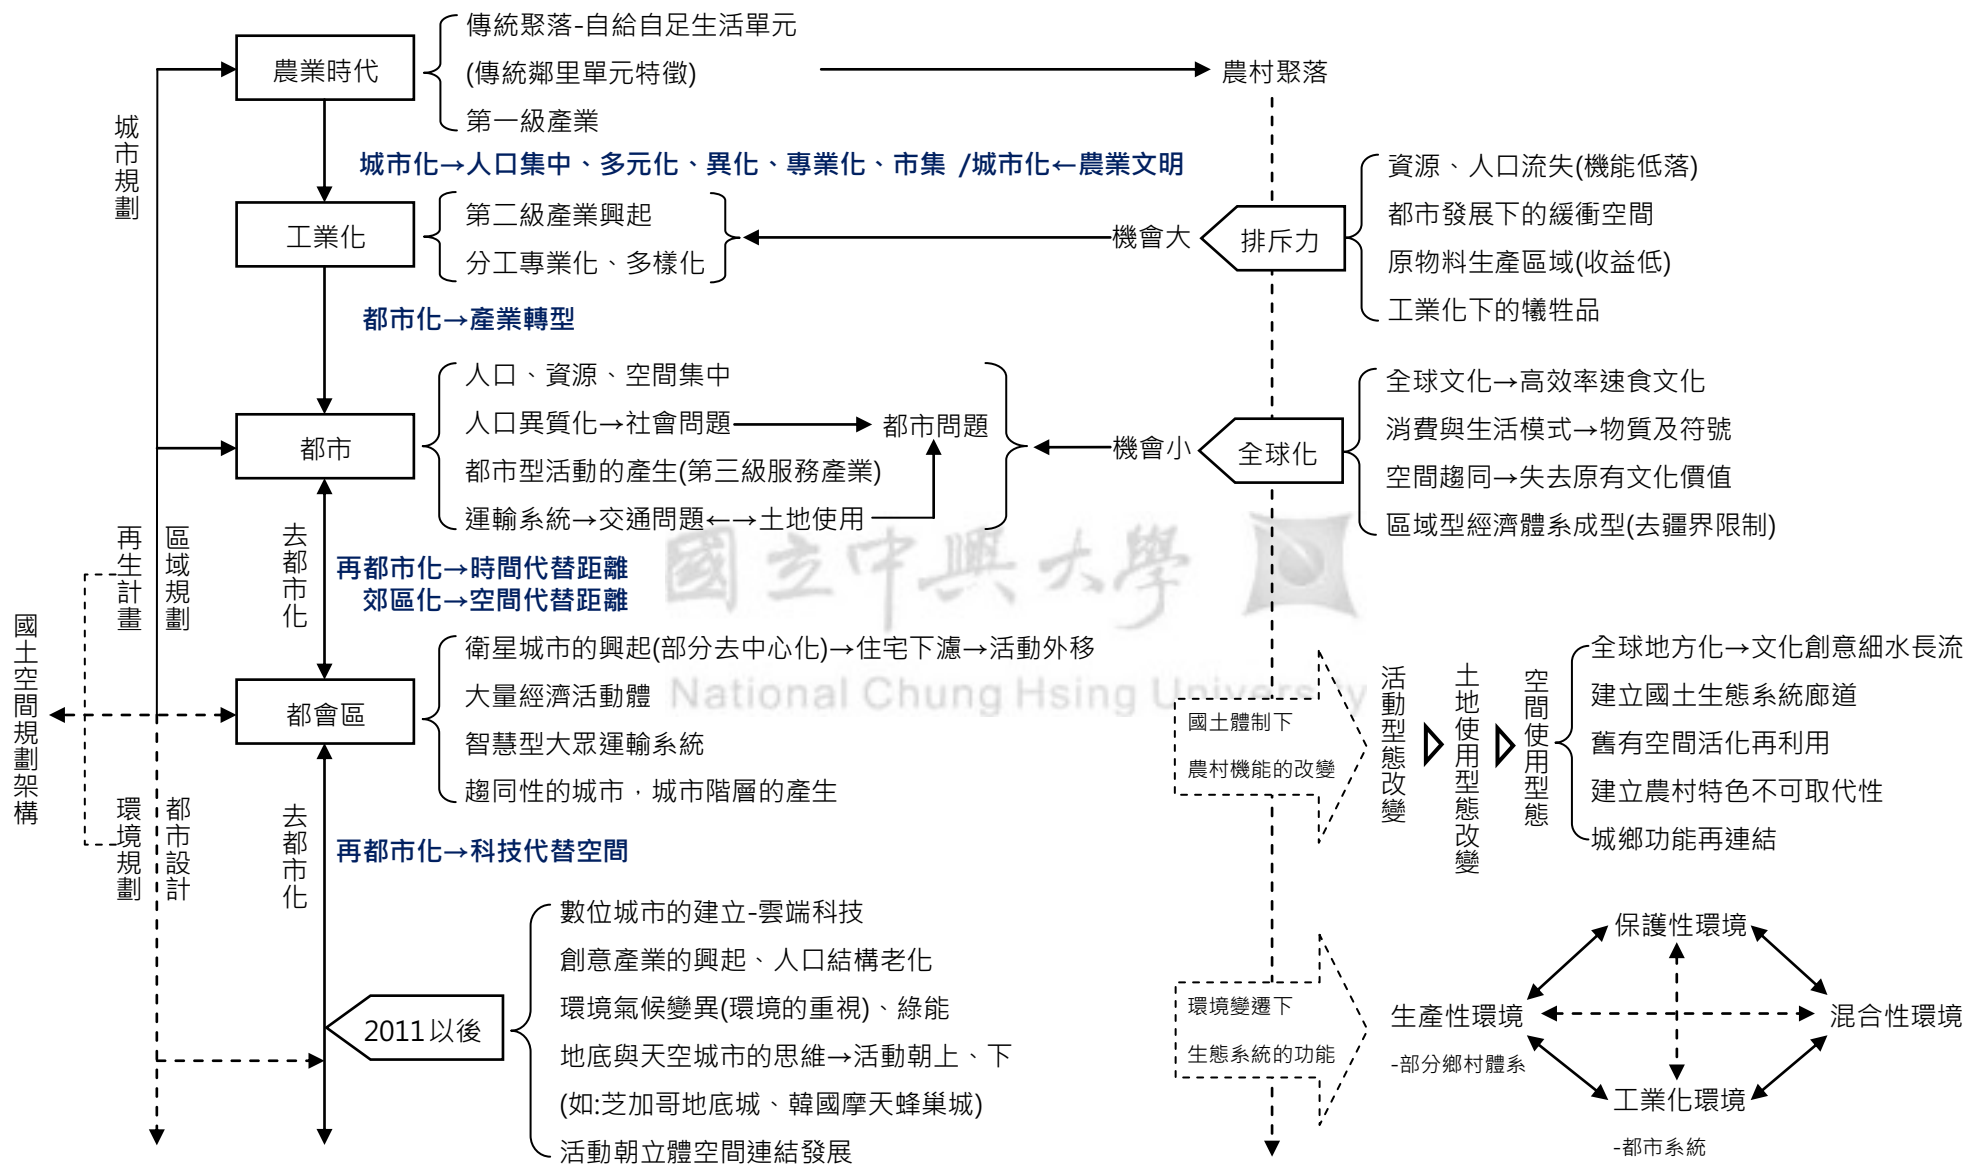 農業時代
傳統聚落-自給自足生活單元
(傳統鄰里單元特徵)
第一級產業
農村聚落
城市規劃
城市化→人口集中、多元化、異化、專業化、市集 /城市化←農業文明
工業化
第二級產業興起
分工專業化、多樣化
機會大
排斥力
資源、人口流失(機能低落)
都市發展下的緩衝空間
原物料生產區域(收益低)
工業化下的犧牲品
都市化→產業轉型
都市
人口、資源、空間集中
人口異質化→社會問題
都市問題
都市型活動的產生(第三級服務產業)
運輸系統→交通問題←→土地使用
機會小
全球化
全球文化→高效率速食文化
消費與生活模式→物質及符號
空間趨同→失去原有文化價值
區域型經濟體系成型(去疆界限制)
再生計畫
區域規劃
去都市化
再都市化→時間代替距離
郊區化→空間代替距離
國立中興大學
National Chung Hsing University
國土空間規劃架構
都會區
衛星城市的興起(部分去中心化)→住宅下濾→活動外移
大量經濟活動體
智慧型大眾運輸系統
趨同性的城市，城市階層的產生
國土體制下
農村機能的改變
活動型態改變
土地使用型態改變
空間使用型態
全球地方化→文化創意細水長流
建立國土生態系統廊道
舊有空間活化再利用
建立農村特色不可取代性
城鄉功能再連結
環境規劃
都市設計
去都市化
再都市化→科技代替空間
2011以後
數位城市的建立-雲端科技
創意產業的興起、人口結構老化
環境氣候變異(環境的重視)、綠能
地底與天空城市的思維→活動朝上、下
(如:芝加哥地底城、韓國摩天蜂巢城)
活動朝立體空間連結發展
環境變遷下
生態系統的功能
保護性環境
生產性環境
-部分鄉村體系
混合性環境
工業化環境
-都市系統